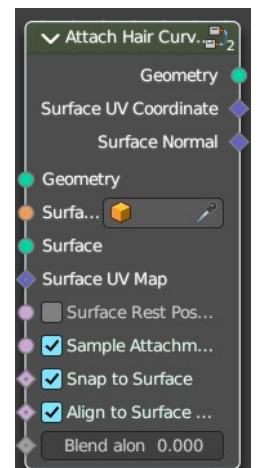 Attach Hair Curv...
2
Geometry
Surface UV Coordinate
Surface Normal
Geometry
Surfa...
Surface
Surface UV Map
Surface Rest Pos...
Sample Attachm...
Snap to Surface
Align to Surface ...
Blend alon 0.000